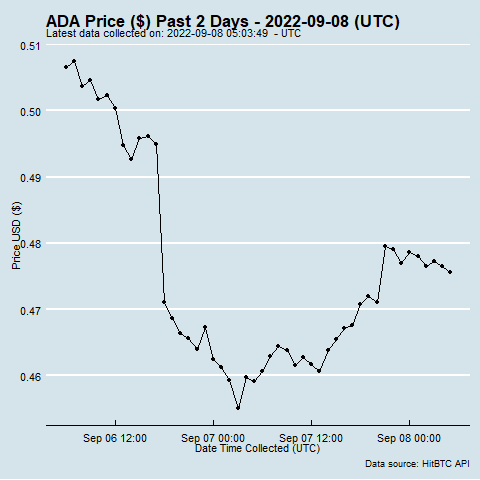 ADA Price ($) Past 2 Days - 2022-09-08 (UTC)
Latest data collected on: 2022-09-08 05:03:49  - UTC
0.51
0.50
0.49
0.48
0.47
0.46
Price USD ($)
Sep 06 12:00
Sep 07 00:00
Sep 07 12:00
Sep 08 00:00
Date Time Collected (UTC)
Data source: HitBTC API